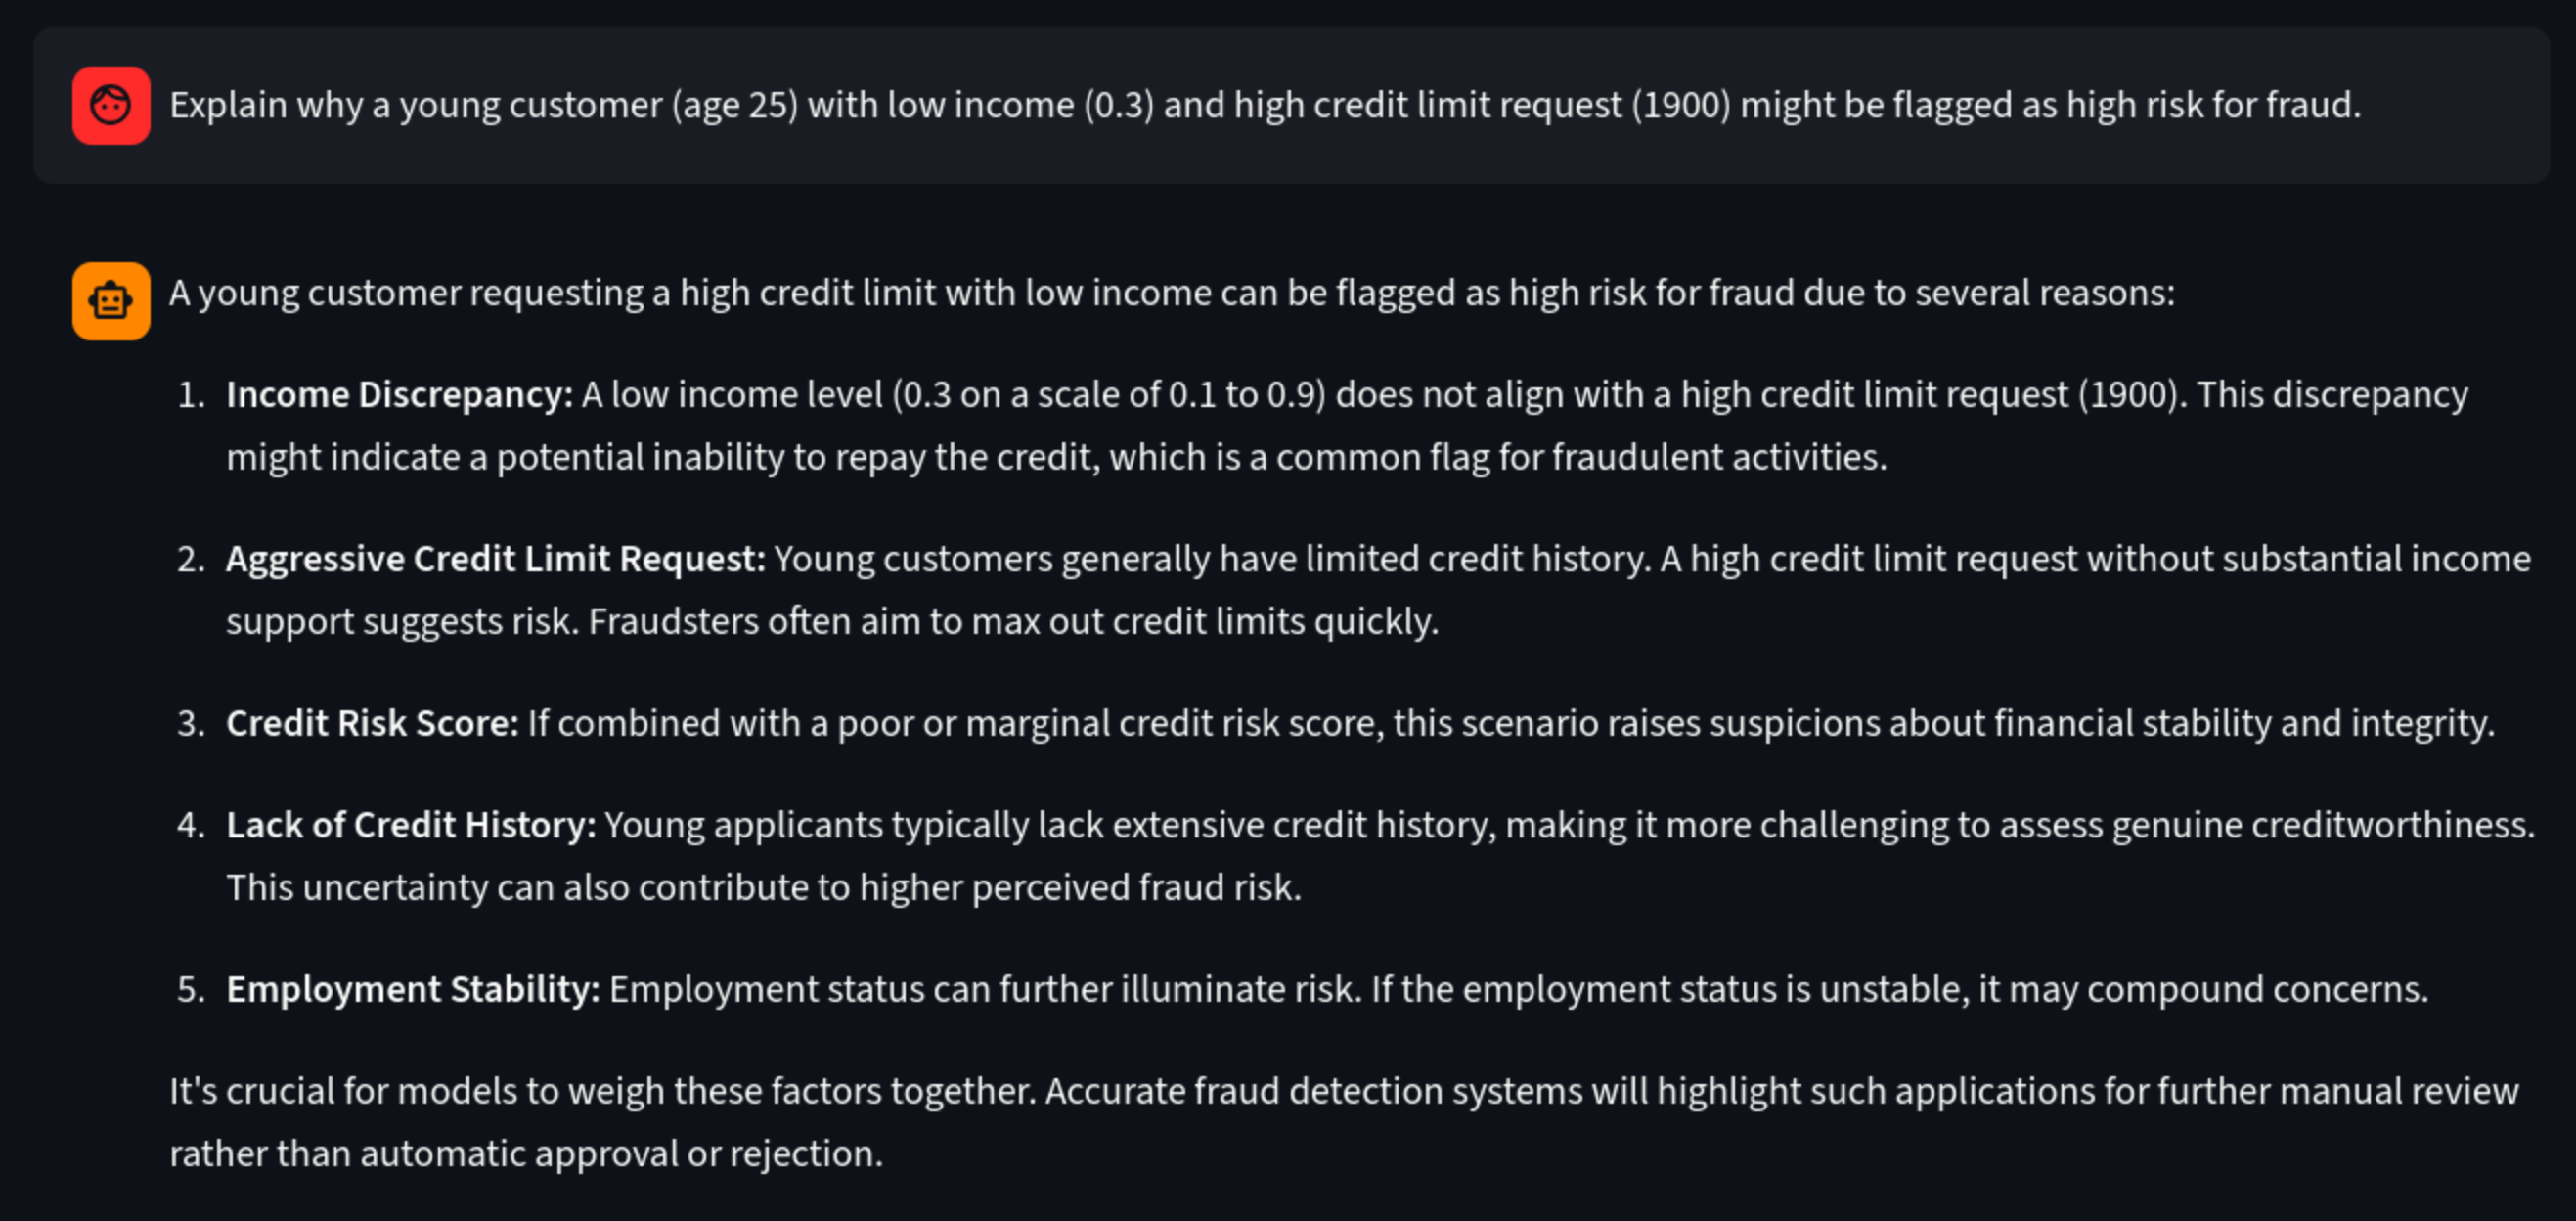 Explain why a young customer (age 25) with low income (0.3) and high credit limit request (1900) might be flagged as high risk for fraud.
A young customer requesting a high credit limit with low income can be flagged as high risk for fraud due to several reasons:
1. Income Discrepancy: A low income level (0.3 on a scale of 0.1 to 0.9) does not align with a high credit limit request (1900). This discrepancy
might indicate a potential inability to repay the credit, which is a common flag for fraudulent activities.
2. Aggressive Credit Limit Request: Young customers generally have limited credit history. A high credit limit request without substantial income
support suggests risk. Fraudsters often aim to max out credit limits quickly.
3. Credit Risk Score: If combined with a poor or marginal credit risk score, this scenario raises suspicions about financial stability and integrity.
4. Lack of Credit History: Young applicants typically lack extensive credit history, making it more challenging to assess genuine creditworthiness.
This uncertainty can also contribute to higher perceived fraud risk.
5. Employment Stability: Employment status can further illuminate risk. If the employment status is unstable, it may compound concerns.
It's crucial for models to weigh these factors together. Accurate fraud detection systems will highlight such applications for further manual review
rather than automatic approval or rejection.